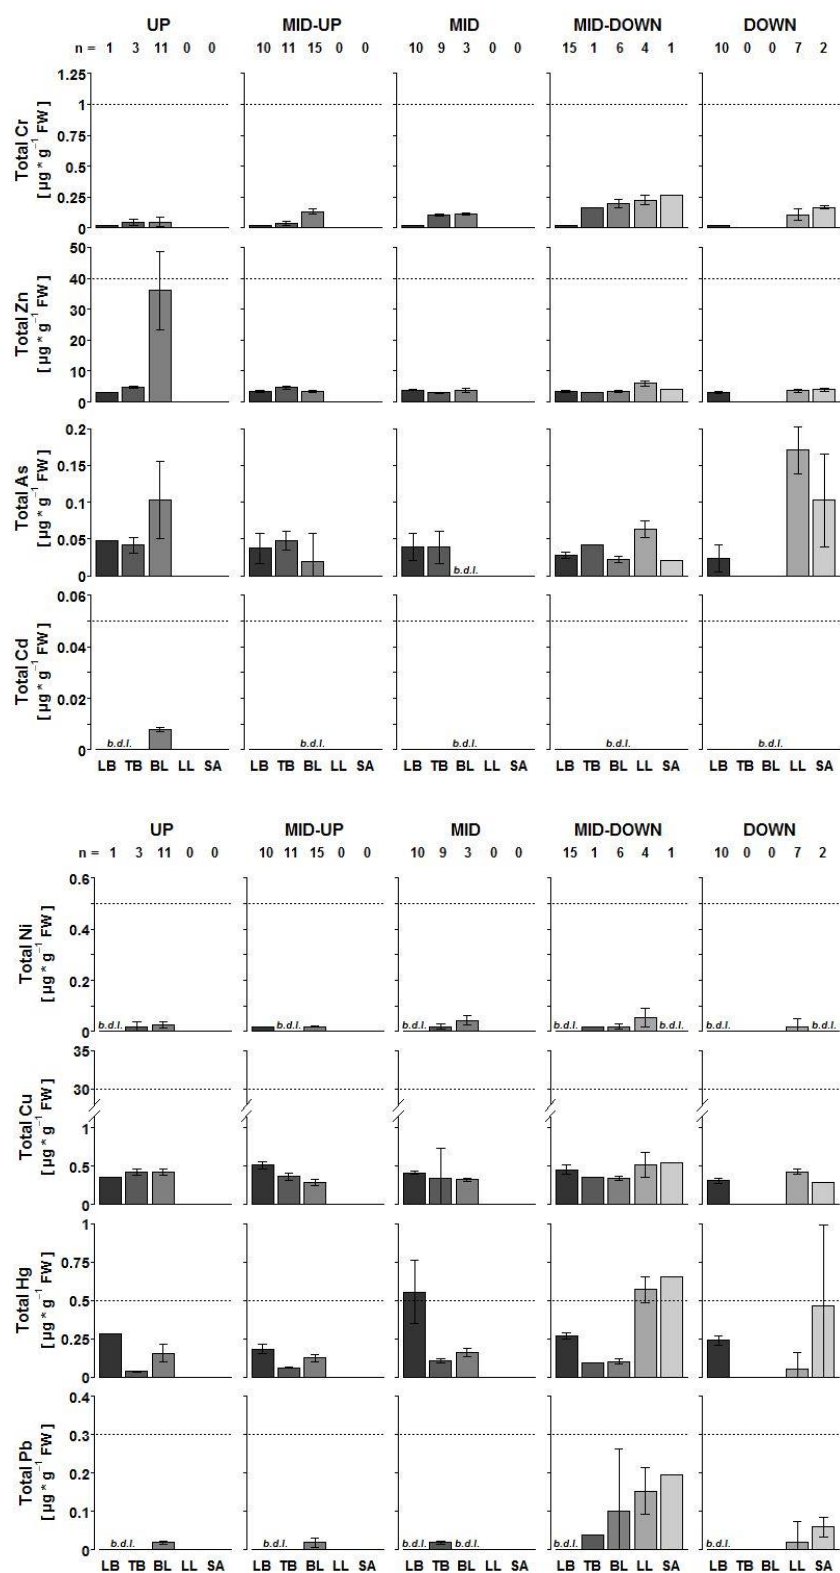 UP MID-UP MID MID-DOWN DOWN
n = 1 3 11 0 0 10 11 15 0 0 10 9 3 0 0 15 1 6 4 1 10 0 0 7 2
Total Cr
[ µg * g⁻¹ FW ]
1.25
1
0.75
0.5
0.25
0
Total Zn
[ µg * g⁻¹ FW ]
50
40
30
20
10
0
Total As
[ µg * g⁻¹ FW ]
0.2
0.15
0.1
0.05
0
b.d.l.
Total Cd
[ µg * g⁻¹ FW ]
0.06
0.04
0.02
0
b.d.l. b.d.l. b.d.l. b.d.l. b.d.l.
LB TB BL LL SA LB TB BL LL SA LB TB BL LL SA LB TB BL LL SA LB TB BL LL SA
UP MID-UP MID MID-DOWN DOWN
n = 1 3 11 0 0 10 11 15 0 0 10 9 3 0 0 15 1 6 4 1 10 0 0 7 2
Total Ni
[ µg * g⁻¹ FW ]
0.6
0.4
0.2
0
b.d.l. b.d.l. b.d.l. b.d.l. b.d.l. b.d.l. b.d.l.
Total Cu
[ µg * g⁻¹ FW ]
35
30
1
0.5
0
Total Hg
[ µg * g⁻¹ FW ]
1
0.75
0.5
0.25
0
Total Pb
[ µg * g⁻¹ FW ]
0.4
0.3
0.2
0.1
0
b.d.l. b.d.l. b.d.l. b.d.l. b.d.l. b.d.l.
LB TB BL LL SA LB TB BL LL SA LB TB BL LL SA LB TB BL LL SA LB TB BL LL SA